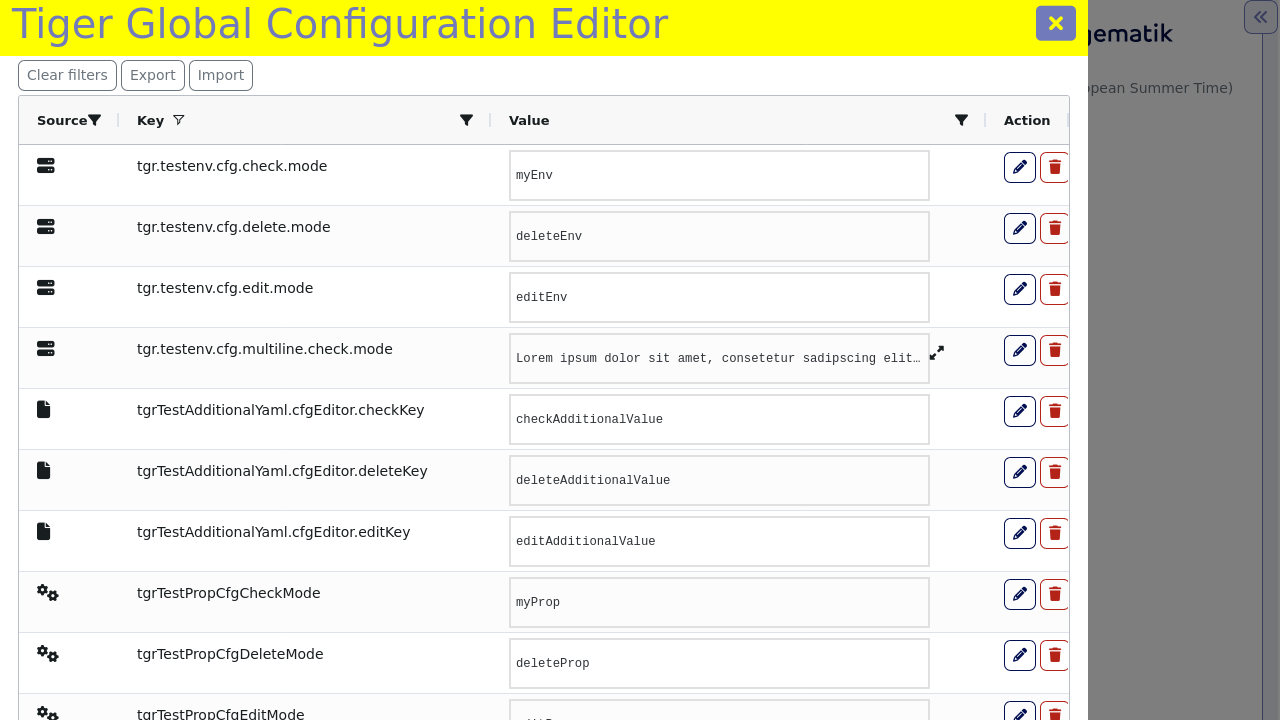 Tiger Global Configuration Editor
gematik
Clear filters Export Import
opean Summer Time)
Source Key Value Action
tgr.testenv.cfg.check.mode myEnv
tgr.testenv.cfg.delete.mode deleteEnv
tgr.testenv.cfg.edit.mode editEnv
tgr.testenv.cfg.multiline.check.mode Lorem ipsum dolor sit amet, consetetur sadipscing elit…
tgrTestAdditionalYaml.cfgEditor.checkKey checkAdditionalValue
tgrTestAdditionalYaml.cfgEditor.deleteKey deleteAdditionalValue
tgrTestAdditionalYaml.cfgEditor.editKey editAdditionalValue
tgrTestPropCfgCheckMode myProp
tgrTestPropCfgDeleteMode deleteProp
tgrTestPropCfgEditMode